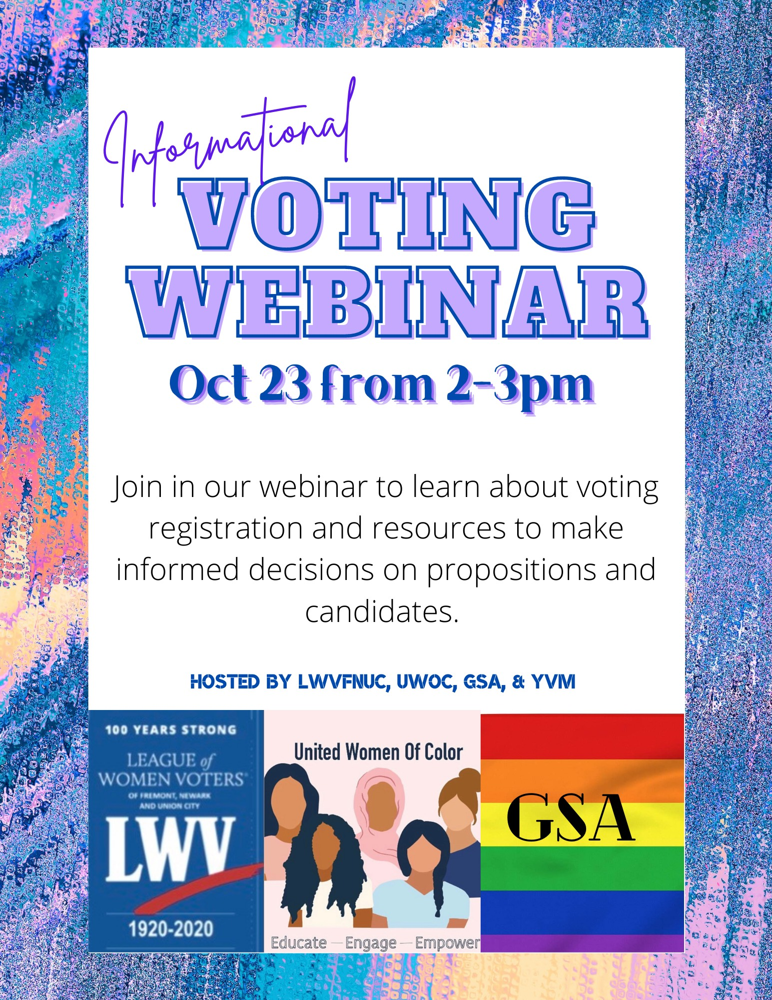 Informational
VOTING
WEBINAR
Oct 23 from 2-3pm
Join in our webinar to learn about voting
registration and resources to make
informed decisions on propositions and
candidates.
HOSTED BY LWVFNUC, UWOC, GSA, & YVM
100 YEARS STRONG
LEAGUE of
WOMEN VOTERS®
OF FREMONT, NEWARK
AND UNION CITY
LWV
1920-2020
United Women Of Color
Educate — Engage — Empower
GSA